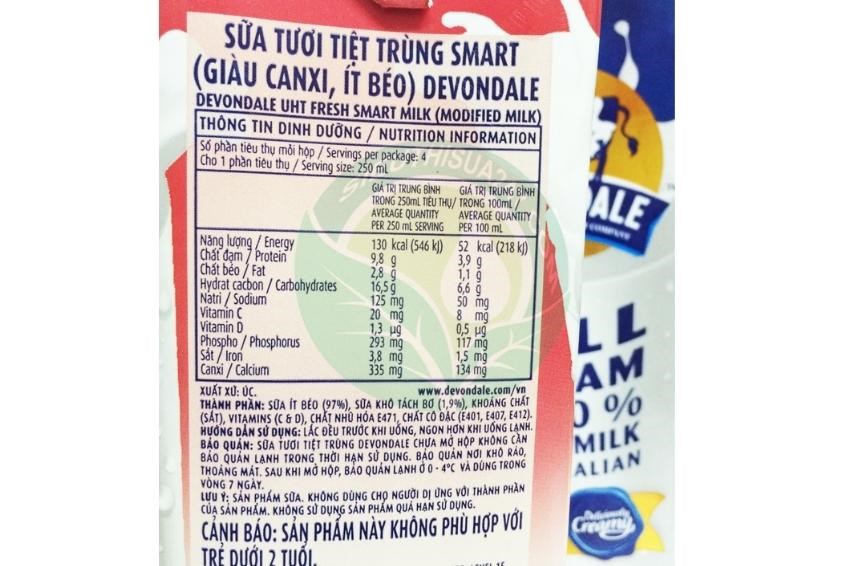 SỮA TƯƠI TIỆT TRÙNG SMART
(GIÀU CANXI, ÍT BÉO) DEVONDALE
DEVONDALE UHT FRESH SMART MILK (MODIFIED MILK)
THÔNG TIN DINH DƯỠNG / NUTRITION INFORMATION
Số phần tiêu thụ mỗi hộp / Servings per package: 4
Cho 1 phần tiêu thụ / Serving size: 250 mL
GIÁ TRỊ TRUNG BÌNH GIÁ TRỊ TRUNG BÌNH
TRONG 250mL TIÊU THỤ/ TRONG 100mL /
AVERAGE QUANTITY AVERAGE QUANTITY
PER 250 mL SERVING PER 100 mL
Năng lượng / Energy 130 kcal (546 kJ) 52 kcal (218 kJ)
Chất đạm / Protein 9,8 g 3,9 g
Chất béo / Fat 2,8 g 1,1 g
Hydrat cacbon / Carbohydrates 16,5 g 6,6 g
Natri / Sodium 125 mg 50 mg
Vitamin C 20 mg 8 mg
Vitamin D 1,3 µg 0,5 µg
Phospho / Phosphorus 293 mg 117 mg
Sắt / Iron 3,8 mg 1,5 mg
Canxi / Calcium 335 mg 134 mg
XUẤT XỨ: ÚC. www.devondale.com/vn
THÀNH PHẦN: SỮA ÍT BÉO (97%), SỮA KHÔ TÁCH BƠ (1,9%), KHOÁNG CHẤT
(SẮT), VITAMINS (C & D), CHẤT NHŨ HÓA E471, CHẤT CÔ ĐẶC (E401, E407, E412).
HƯỚNG DẪN SỬ DỤNG: LẮC ĐỀU TRƯỚC KHI UỐNG, NGON HƠN KHI UỐNG LẠNH.
BẢO QUẢN: SỮA TƯƠI TIỆT TRÙNG DEVONDALE CHƯA MỞ HỘP KHÔNG CẦN
BẢO QUẢN LẠNH TRONG THỜI HẠN SỬ DỤNG. BẢO QUẢN NƠI KHÔ RÁO,
THOÁNG MÁT. SAU KHI MỞ HỘP, BẢO QUẢN LẠNH Ở 0 - 4°C VÀ DÙNG TRONG
VÒNG 7 NGÀY.
LƯU Ý: SẢN PHẨM SỮA. KHÔNG DÙNG CHO NGƯỜI DỊ ỨNG VỚI THÀNH PHẦN
CỦA SẢN PHẨM. KHÔNG SỬ DỤNG SẢN PHẨM QUÁ HẠN SỬ DỤNG.
CẢNH BÁO: SẢN PHẨM NÀY KHÔNG PHÙ HỢP VỚI
TRẺ DƯỚI 2 TUỔI.
DALE
COMPANY
LL
AM
0 %
MILK
ALIAN
Deliciously
Creamy